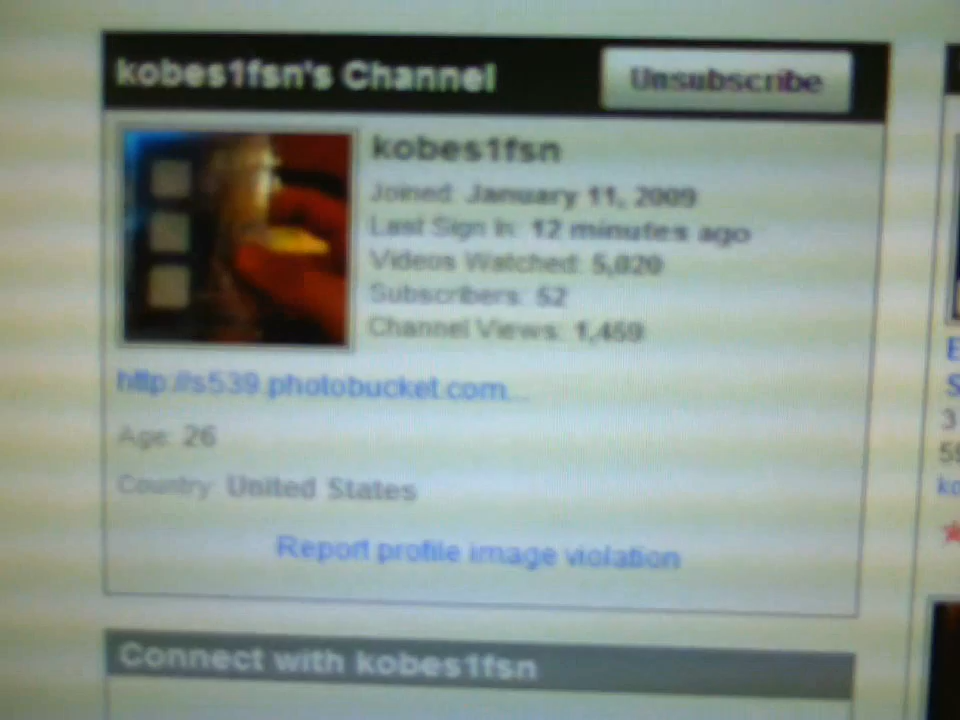 kobes1fsn's Channel
Unsubscribe
kobes1fsn
Joined: January 11, 2009
Last Sign In: 12 minutes ago
Videos Watched: 5,020
Subscribers: 52
Channel Views: 1,459
http://s539.photobucket.com...
Age: 26
Country: United States
Report profile image violation
Connect with kobes1fsn